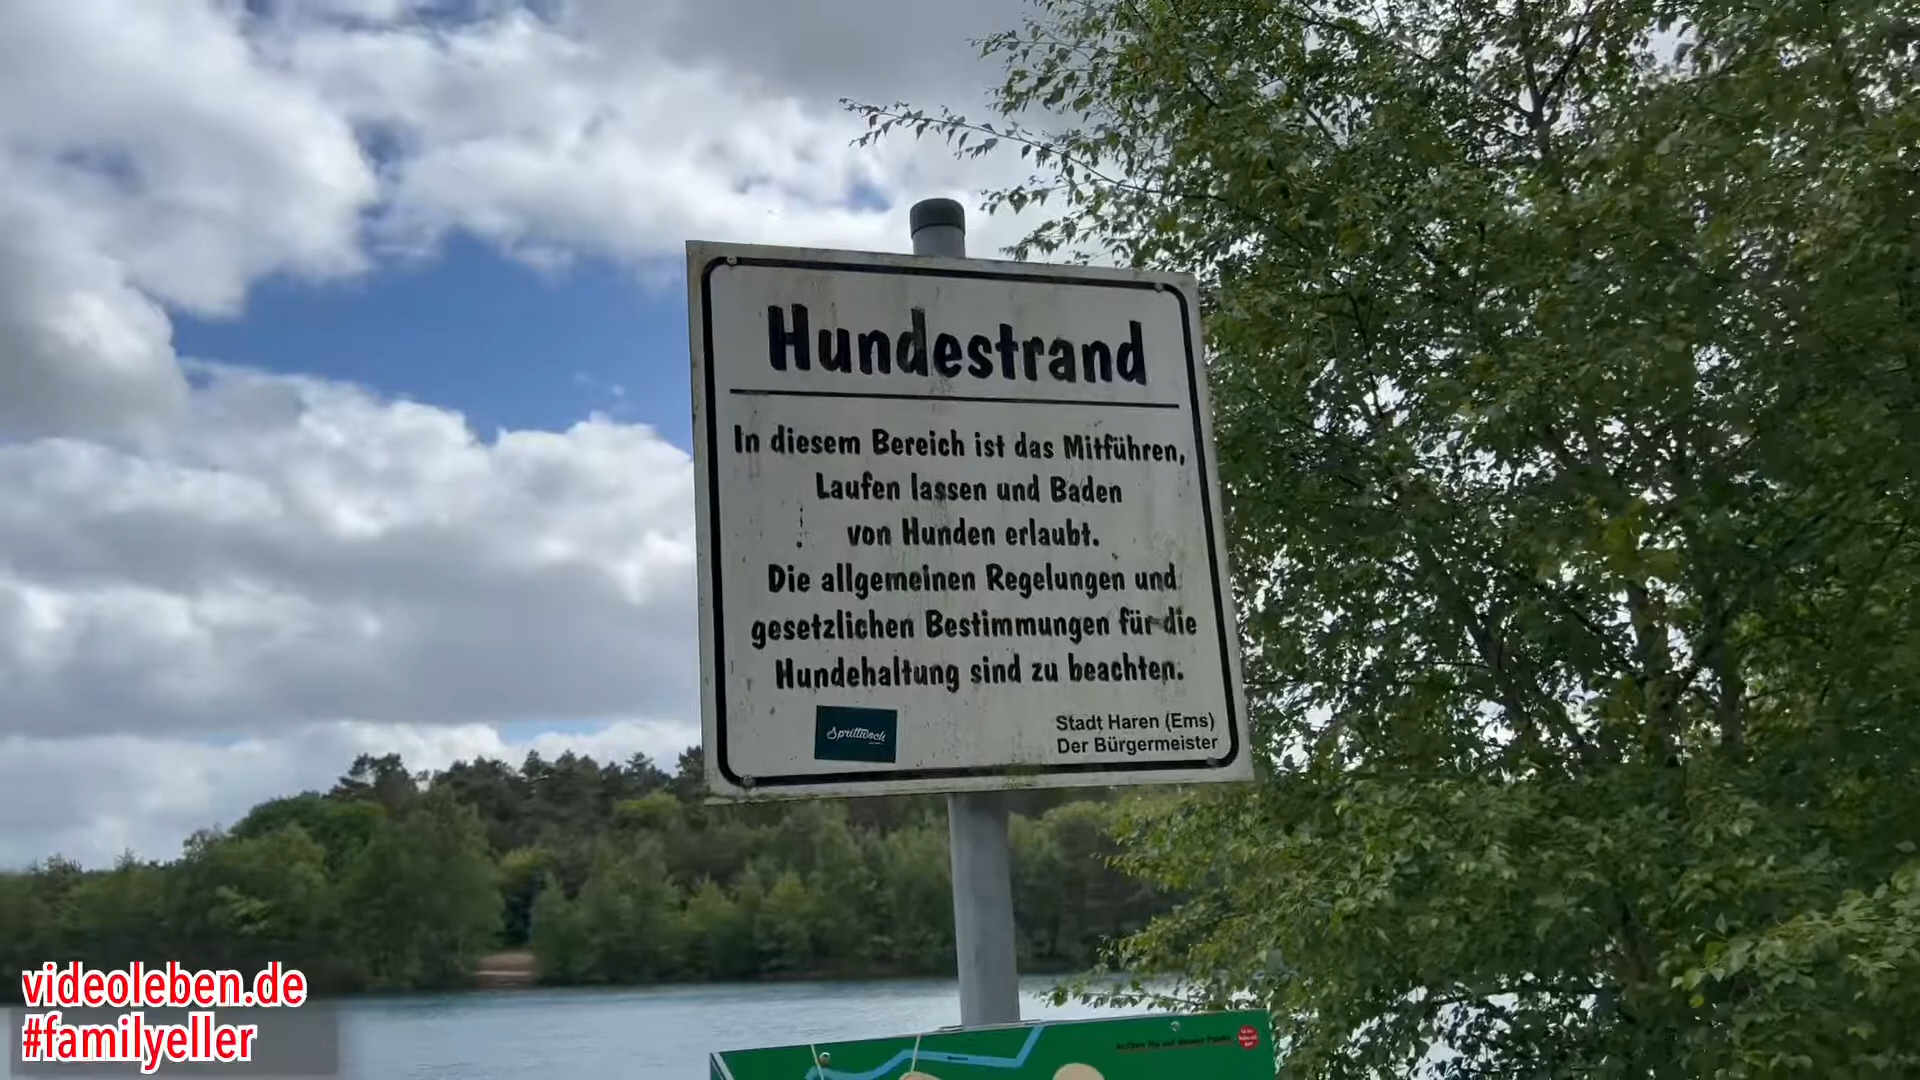 Hundestrand
In diesem Bereich ist das Mitführen,
Laufen lassen und Baden
von Hunden erlaubt.
Die allgemeinen Regelungen und
gesetzlichen Bestimmungen für die
Hundehaltung sind zu beachten.
Stadt Haren (Ems)
Der Bürgermeister
videoleben.de
#familyeller